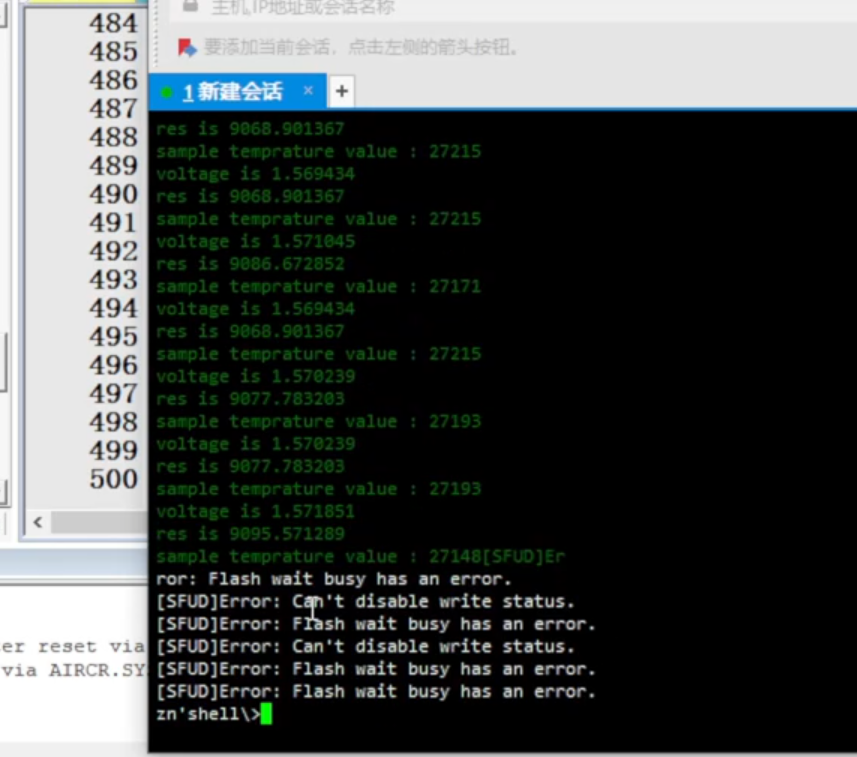 484
485
486
487
488
489
490
491
492
493
494
495
496
497
498
499
500
<
er reset via
via AIRCR.SY
主机,IP地址或会话名称
要添加当前会话，点击左侧的箭头按钮。
1新建会话 × +
res is 9068.901367
sample temprature value : 27215
voltage is 1.569434
res is 9068.901367
sample temprature value : 27215
voltage is 1.571045
res is 9086.672852
sample temprature value : 27171
voltage is 1.569434
res is 9068.901367
sample temprature value : 27215
voltage is 1.570239
res is 9077.783203
sample temprature value : 27193
voltage is 1.570239
res is 9077.783203
sample temprature value : 27193
voltage is 1.571851
res is 9095.571289
sample temprature value : 27148[SFUD]Er
ror: Flash wait busy has an error.
[SFUD]Error: Can't disable write status.
[SFUD]Error: Flash wait busy has an error.
[SFUD]Error: Can't disable write status.
[SFUD]Error: Flash wait busy has an error.
[SFUD]Error: Flash wait busy has an error.
zn'shell\>